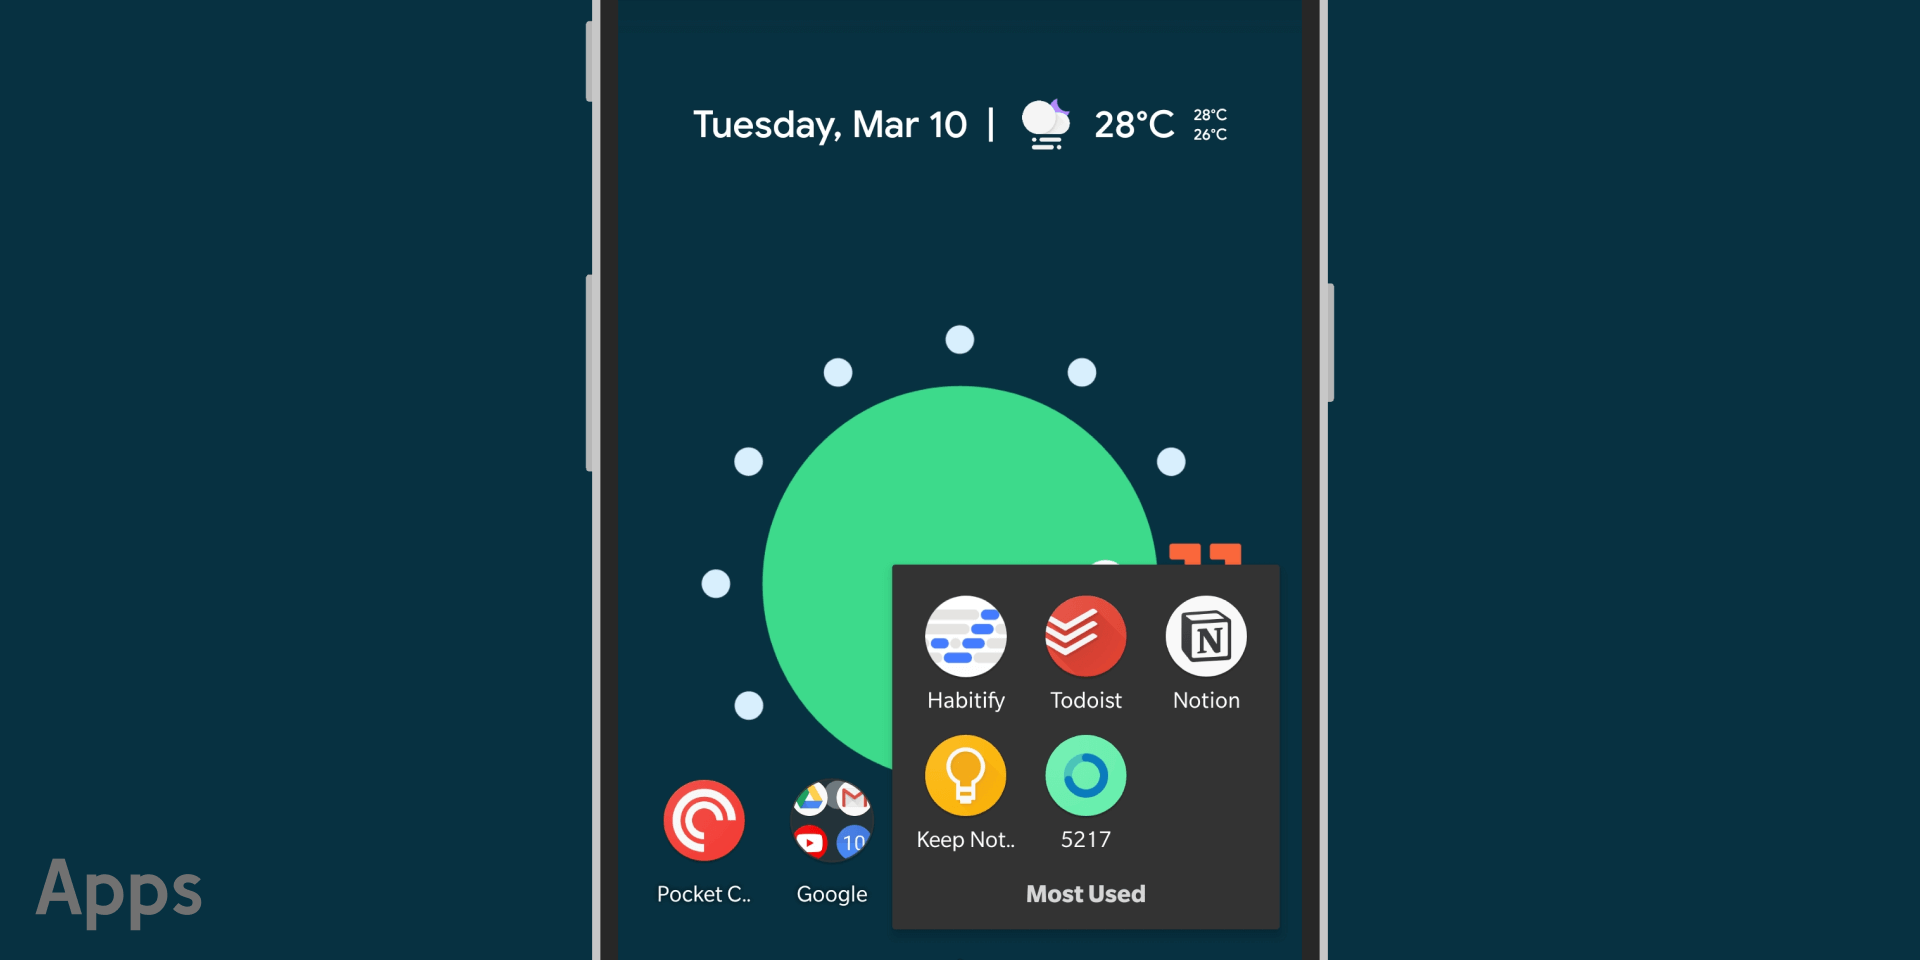 Tuesday, Mar 10 | 28°C 28°C
26°C
Habitify Todoist Notion
Keep Not.. 5217
10
Pocket C.. Google
Most Used
Apps